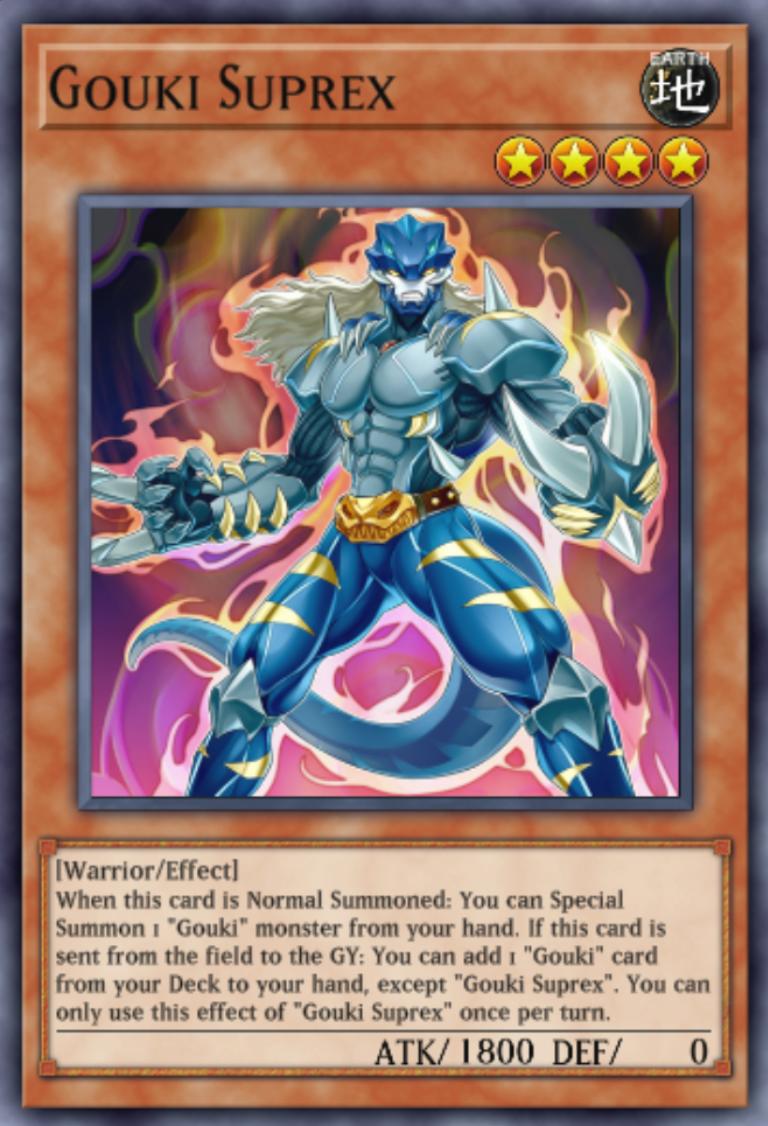 Gouki Suprex
EARTH
地
[Warrior/Effect]
When this card is Normal Summoned: You can Special
Summon 1 "Gouki" monster from your hand. If this card is
sent from the field to the GY: You can add 1 "Gouki" card
from your Deck to your hand, except "Gouki Suprex". You can
only use this effect of "Gouki Suprex" once per turn.
ATK/ 1800 DEF/ 0